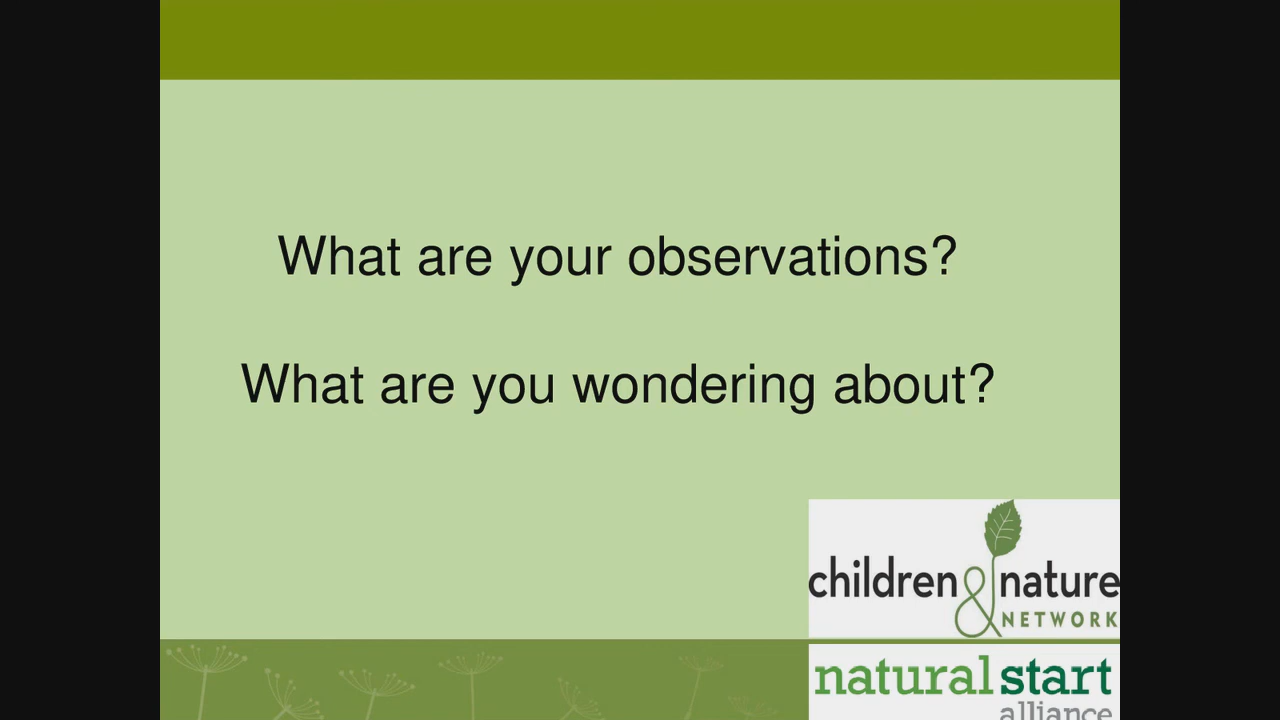 What are your observations?
What are you wondering about?
children & nature
NETWORK
natural start
alliance